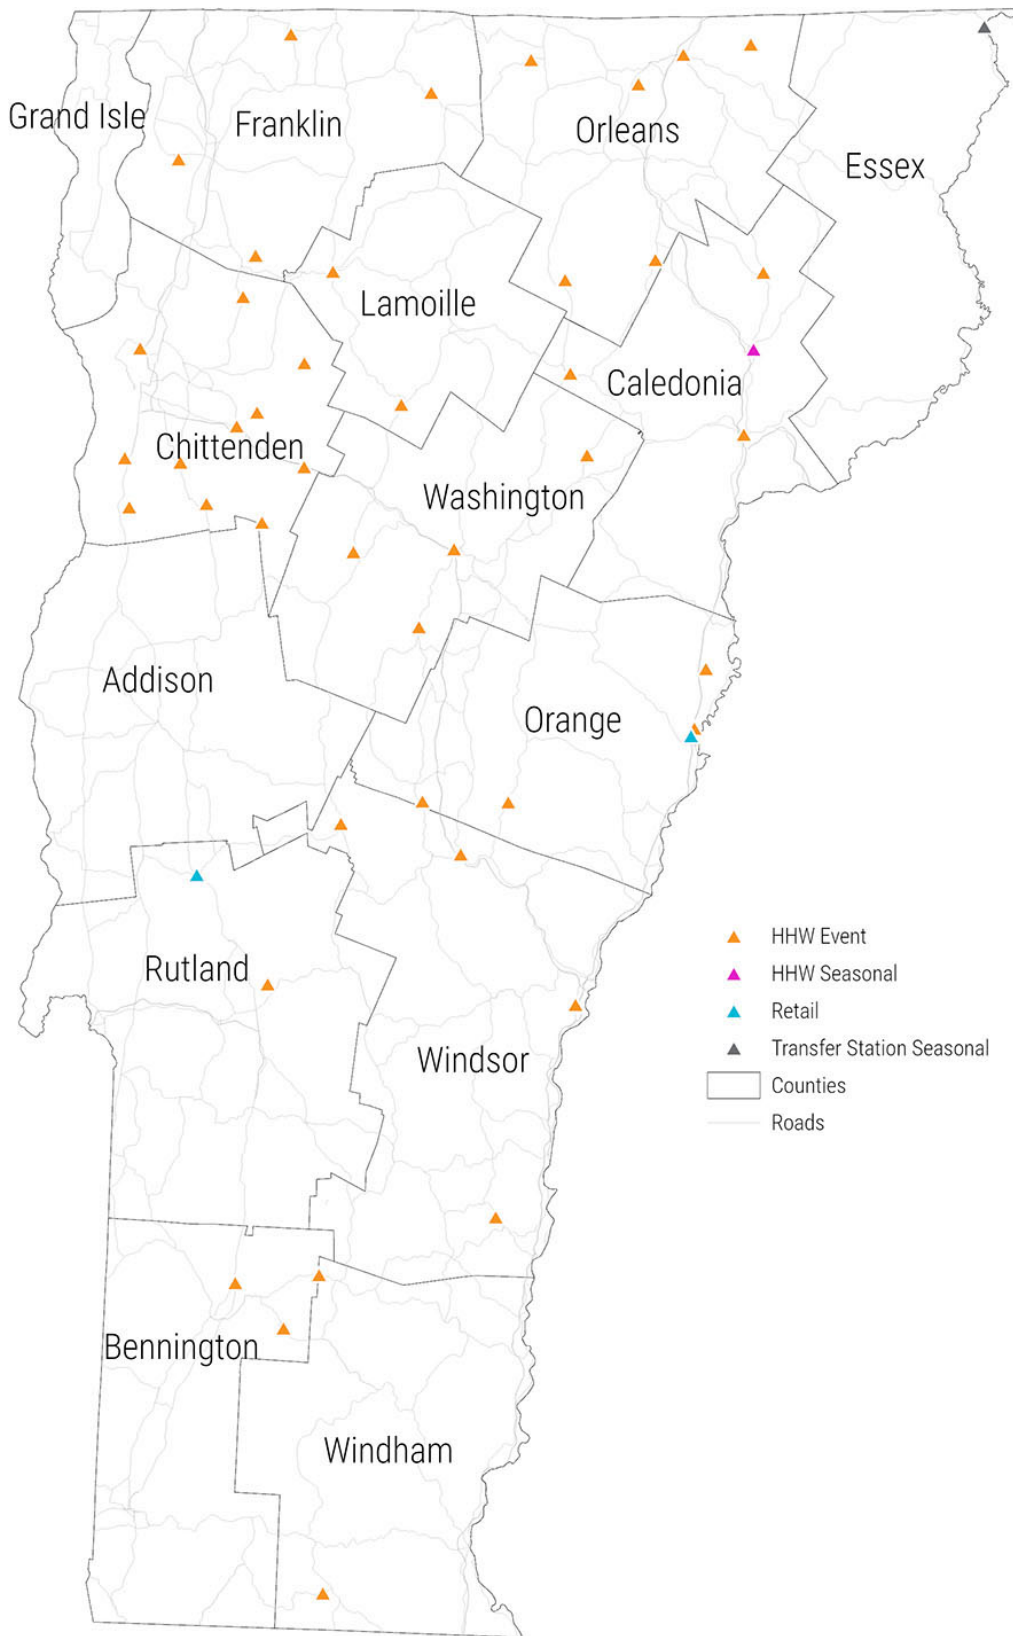 Grand Isle
Franklin
Orleans
Essex
Lamoille
Caledonia
Chittenden
Washington
Addison
Orange
Rutland
Windsor
Bennington
Windham
HHW Event
HHW Seasonal
Retail
Transfer Station Seasonal
Counties
Roads